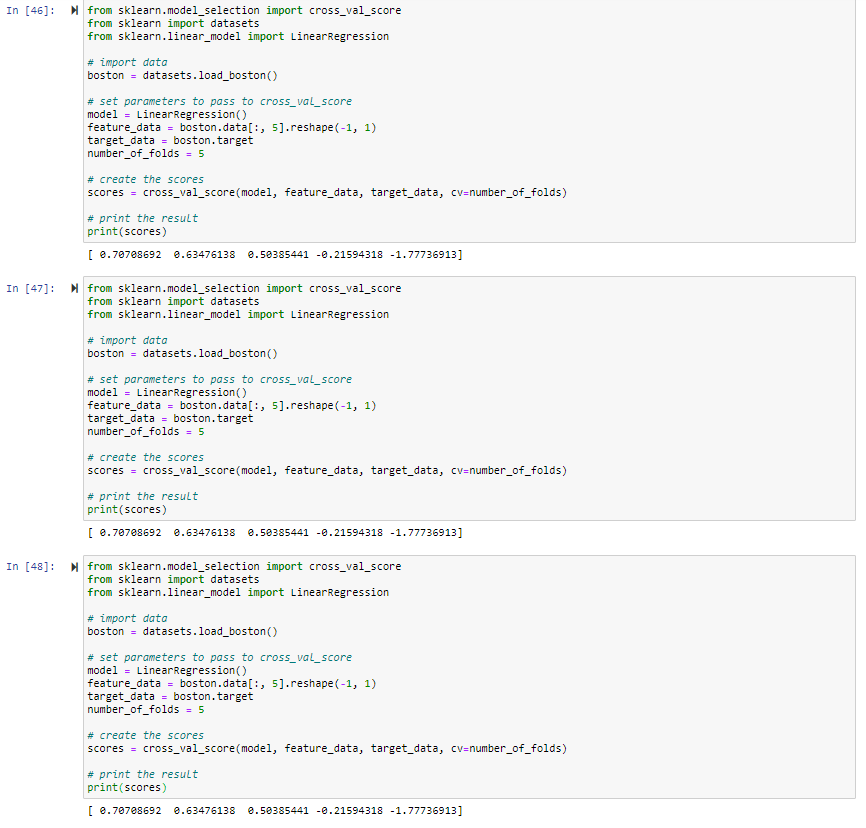 In [46]:
from sklearn.model_selection import cross_val_score
from sklearn import datasets
from sklearn.linear_model import LinearRegression
# import data
boston = datasets.load_boston()
# set parameters to pass to cross_val_score
model = LinearRegression()
feature_data = boston.data[:, 5].reshape(-1, 1)
target_data = boston.target
number_of_folds = 5
# create the scores
scores = cross_val_score(model, feature_data, target_data, cv=number_of_folds)
# print the result
print(scores)
[ 0.70708692  0.63476138  0.50385441 -0.21594318 -1.77736913]
In [47]:
from sklearn.model_selection import cross_val_score
from sklearn import datasets
from sklearn.linear_model import LinearRegression
# import data
boston = datasets.load_boston()
# set parameters to pass to cross_val_score
model = LinearRegression()
feature_data = boston.data[:, 5].reshape(-1, 1)
target_data = boston.target
number_of_folds = 5
# create the scores
scores = cross_val_score(model, feature_data, target_data, cv=number_of_folds)
# print the result
print(scores)
[ 0.70708692  0.63476138  0.50385441 -0.21594318 -1.77736913]
In [48]:
from sklearn.model_selection import cross_val_score
from sklearn import datasets
from sklearn.linear_model import LinearRegression
# import data
boston = datasets.load_boston()
# set parameters to pass to cross_val_score
model = LinearRegression()
feature_data = boston.data[:, 5].reshape(-1, 1)
target_data = boston.target
number_of_folds = 5
# create the scores
scores = cross_val_score(model, feature_data, target_data, cv=number_of_folds)
# print the result
print(scores)
[ 0.70708692  0.63476138  0.50385441 -0.21594318 -1.77736913]